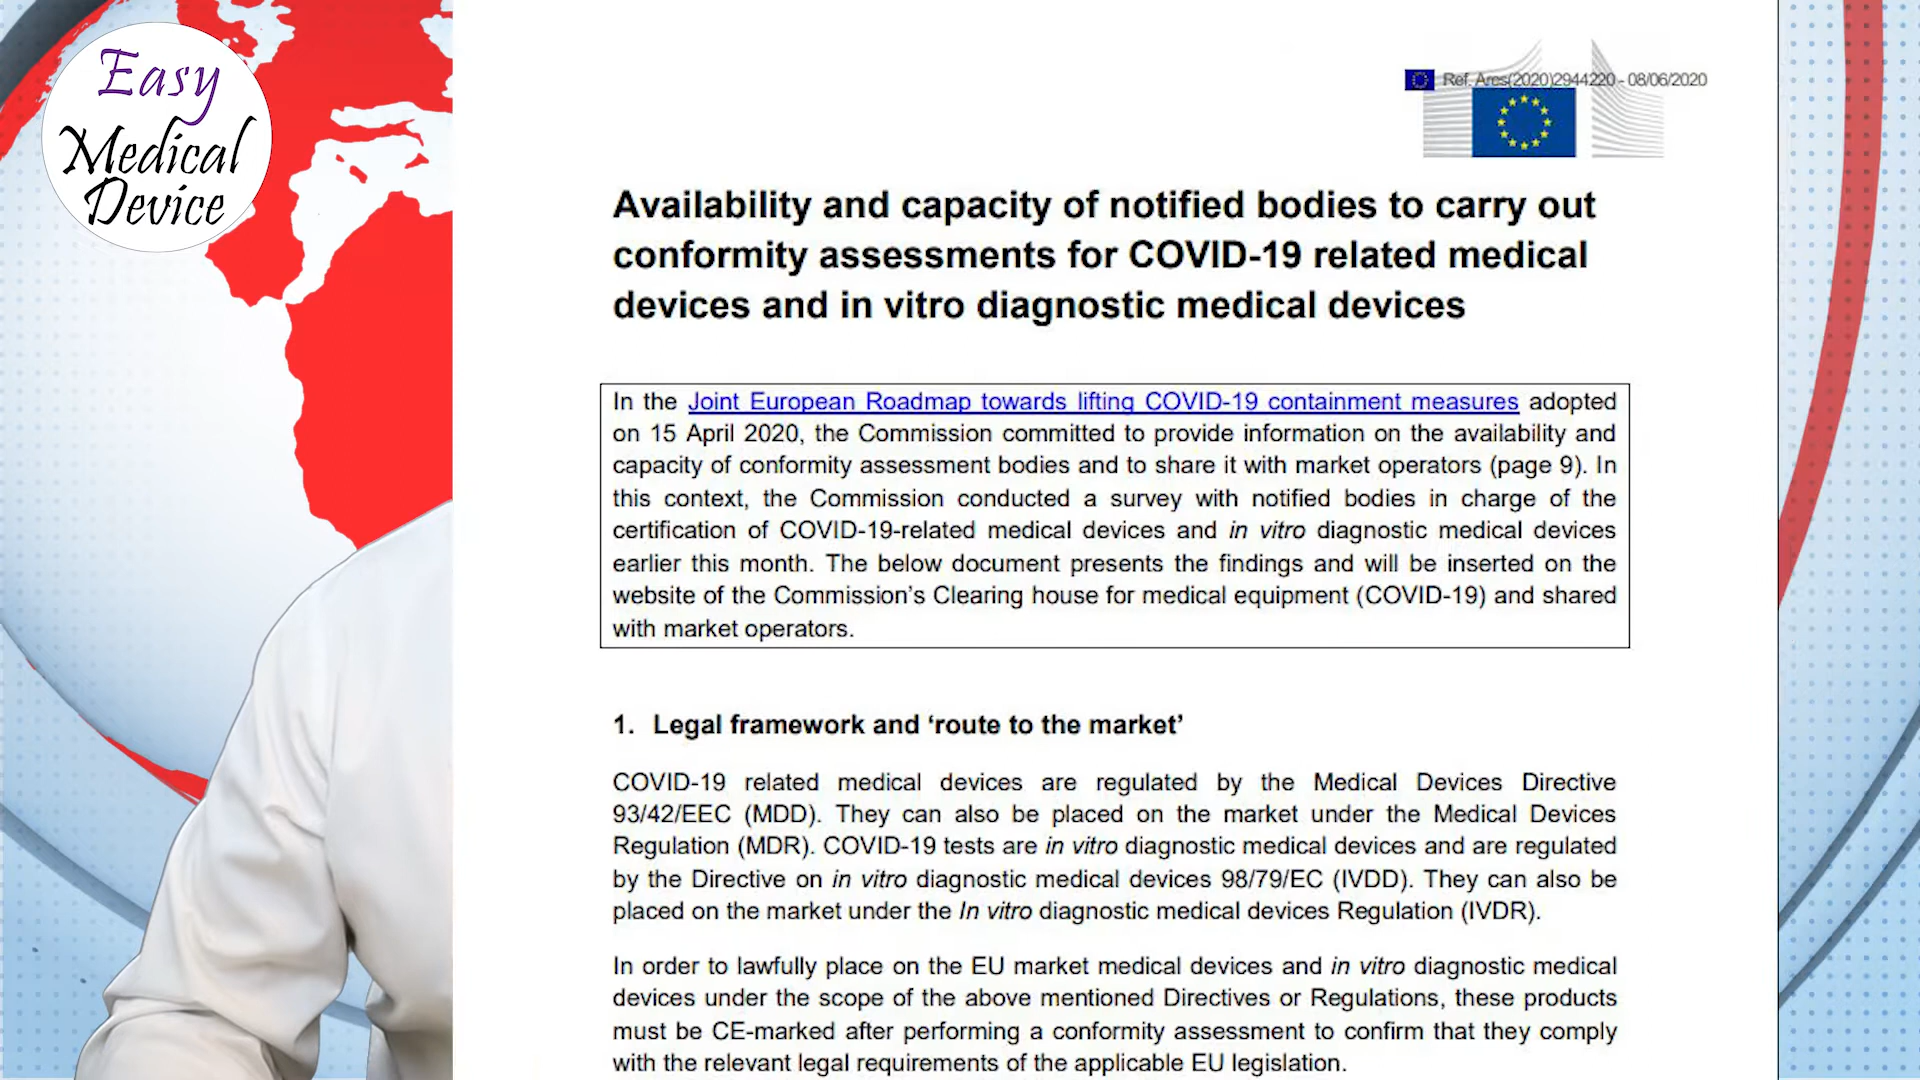 Easy
Medical
Device
Ref. Ares(2020)2944220 - 08/06/2020
Availability and capacity of notified bodies to carry out
conformity assessments for COVID-19 related medical
devices and in vitro diagnostic medical devices
In the Joint European Roadmap towards lifting COVID-19 containment measures adopted
on 15 April 2020, the Commission committed to provide information on the availability and
capacity of conformity assessment bodies and to share it with market operators (page 9). In
this context, the Commission conducted a survey with notified bodies in charge of the
certification of COVID-19-related medical devices and in vitro diagnostic medical devices
earlier this month. The below document presents the findings and will be inserted on the
website of the Commission's Clearing house for medical equipment (COVID-19) and shared
with market operators.
1. Legal framework and ‘route to the market’
COVID-19 related medical devices are regulated by the Medical Devices Directive
93/42/EEC (MDD). They can also be placed on the market under the Medical Devices
Regulation (MDR). COVID-19 tests are in vitro diagnostic medical devices and are regulated
by the Directive on in vitro diagnostic medical devices 98/79/EC (IVDD). They can also be
placed on the market under the In vitro diagnostic medical devices Regulation (IVDR).
In order to lawfully place on the EU market medical devices and in vitro diagnostic medical
devices under the scope of the above mentioned Directives or Regulations, these products
must be CE-marked after performing a conformity assessment to confirm that they comply
with the relevant legal requirements of the applicable EU legislation.